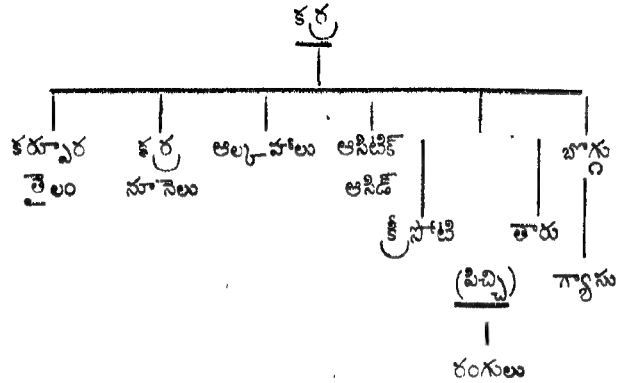 కర్ర
కర్పూర కర్ర ఆల్కహాలు ఆసిటిక్ బొగ్గు
తైలం నూనెలు ఆసిడ్
క్రిసోటి తారు
(పిచ్చి) గ్యాసు
రంగులు